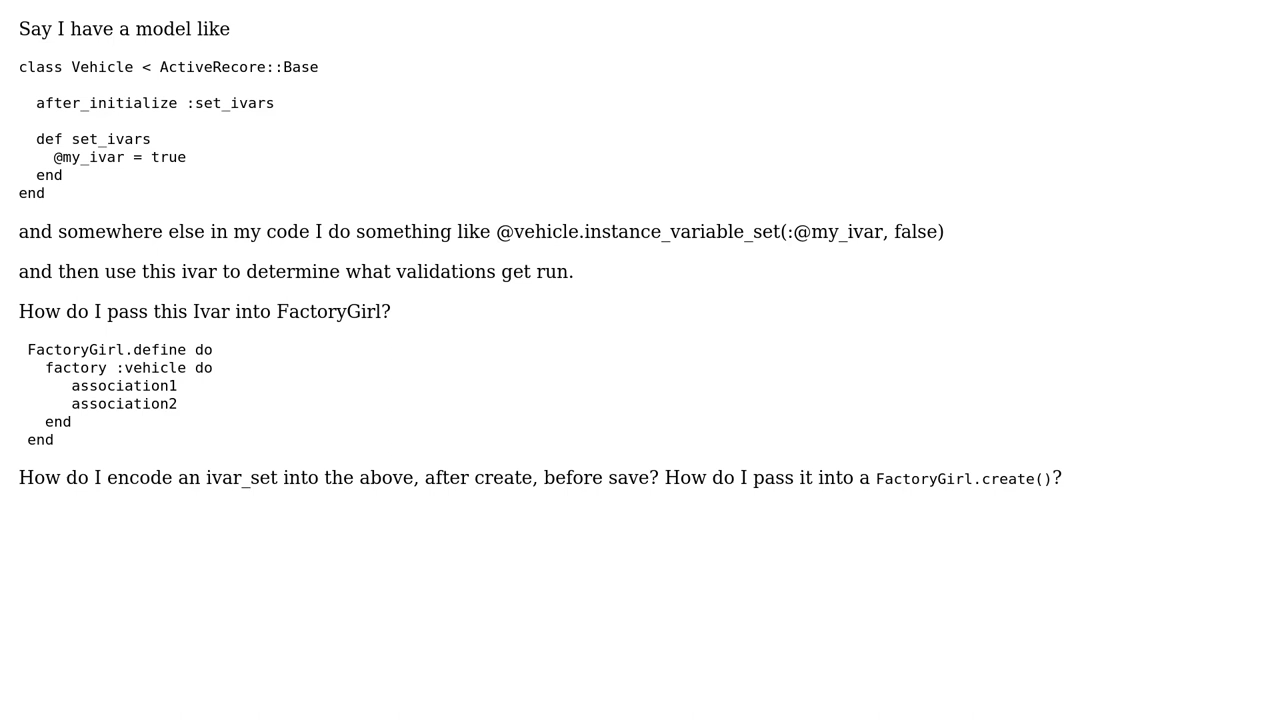 Say I have a model like
class Vehicle < ActiveRecore::Base
after_initialize :set_ivars
def set_ivars
@my_ivar = true
end
end
and somewhere else in my code I do something like @vehicle.instance_variable_set(:@my_ivar, false)
and then use this ivar to determine what validations get run.
How do I pass this Ivar into FactoryGirl?
FactoryGirl.define do
factory :vehicle do
association1
association2
end
end
How do I encode an ivar_set into the above, after create, before save? How do I pass it into a FactoryGirl.create()?